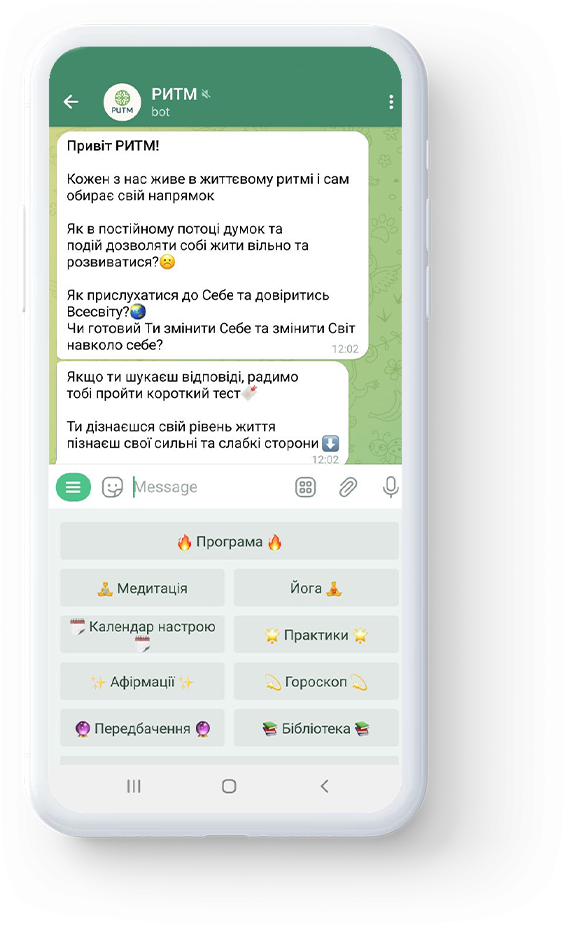 РИТМ
РИТМ
bot
Привіт РИТМ!
Кожен з нас живе в життєвому ритмі і сам
обирає свій напрямок
Як в постійному потоці думок та
подій дозволяти собі жити вільно та
розвиватися?☹️
Як прислухатися до Себе та довіритись
Всесвіту?🌏
Чи готовий Ти змінити Себе та змінити Світ
навколо себе?
12:02
Якщо ти шукаєш відповіді, радимо
тобі пройти короткий тест🚀
Ти дізнаєшся свій рівень життя
пізнаєш свої сильні та слабкі сторони ⬇️
12:02
Message
🔥 Програма 🔥
🧘 Медитація
Йога 🧘
🗓 Календар настрою
🗓
🌟 Практики 🌟
✨ Афірмації ✨
💫 Гороскоп 💫
🔮 Передбачення 🔮
📚 Бібліотека 📚